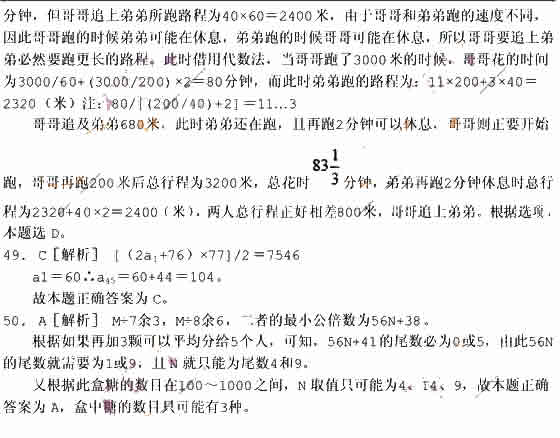 分钟，但哥哥追上弟弟所跑路程为40×60＝2400米，由于哥哥和弟弟跑的速度不同，
因此哥哥跑的时候弟弟可能在休息，弟弟跑的时候哥哥可能在休息，所以哥哥要追上弟
弟必然要跑更长的路程。此时借用代数法，当哥哥跑了3000米的时候，哥哥花的时间
为3000/60+(3000/200)×2＝80分钟，而此时弟弟跑的路程为：11×200+3×40＝
2320（米）注：80/[(200/40)+2]＝11…3
哥哥追及弟弟680米，此时弟弟还在跑，且再跑2分钟可以休息，哥哥则正要开始
跑，哥哥再跑200米后总行程为3200米，总花时83 1/3分钟，弟弟再跑2分钟休息时总行
程为2320+40×2＝2400（米），两人总行程正好相差800米，哥哥追上弟弟。根据选项，
本题选D。
49．C［解析］［(2a₁+76)×77]/2＝7546
a1＝60∴a₄₅＝60+44＝104。
故本题正确答案为C。
50．A［解析］M÷7余3，M÷8余6，二者的最小公倍数为56N+38。
根据如果再加3颗可以平均分给5个人，可知，56N+41的尾数必为0或5，由此56N
的尾数就需要为1或9，且N就只能为尾数4和9。
又根据此盒糖的数目在100～1000之间，N取值只可能为4、14、9，故本题正确
答案为A，盒中糖的数目只可能有3种。